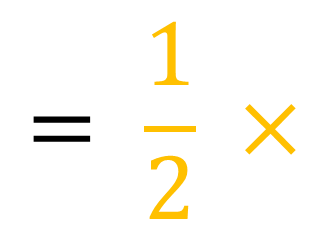 = 1/2 ×